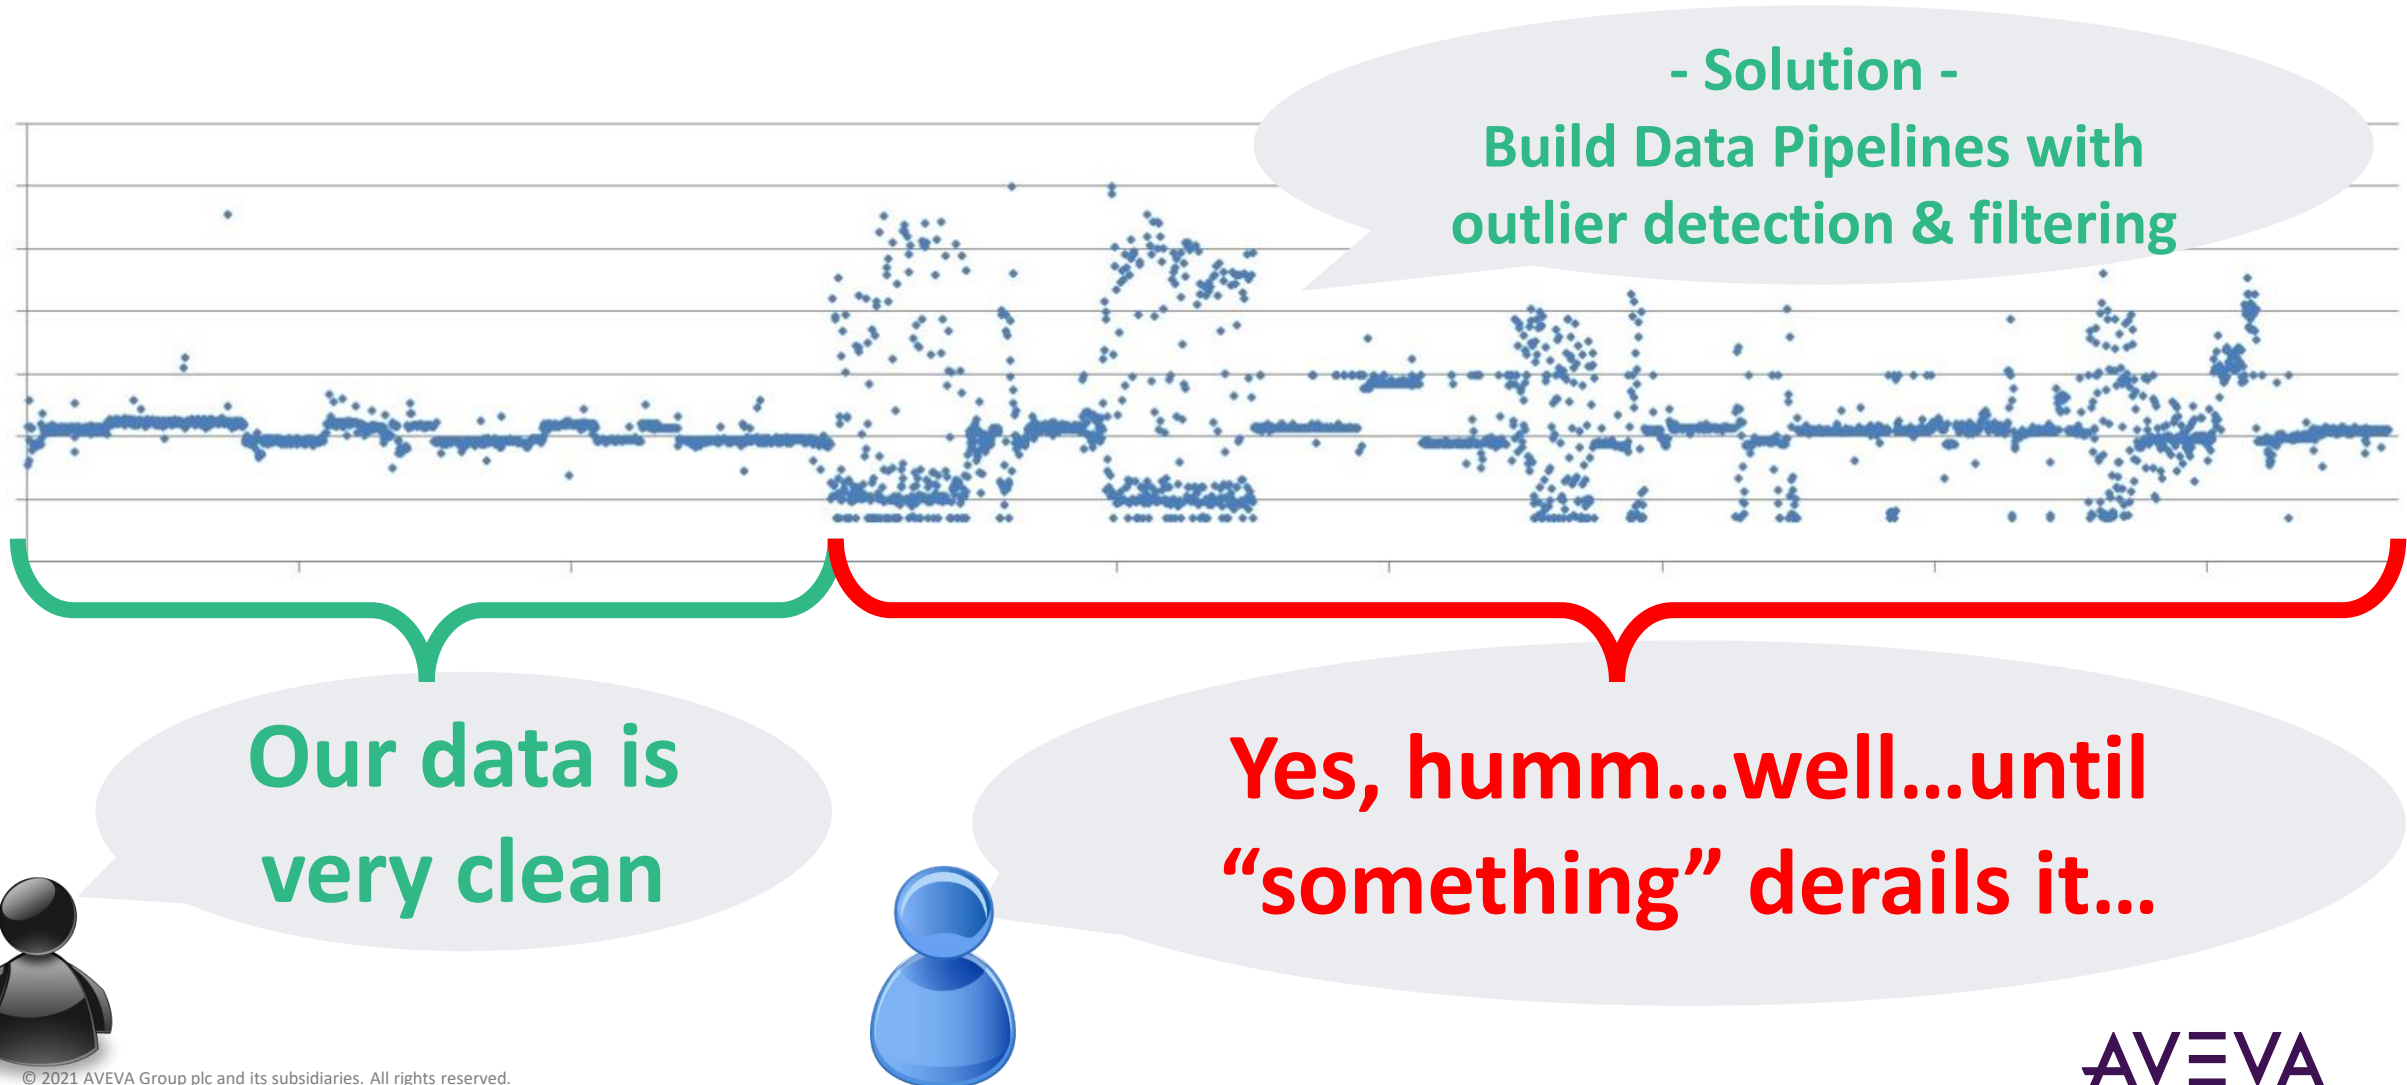 - Solution -
Build Data Pipelines with
outlier detection & filtering
Our data is
very clean
Yes, humm...well...until
“something” derails it...
© 2021 AVEVA Group plc and its subsidiaries. All rights reserved.
AVEVA